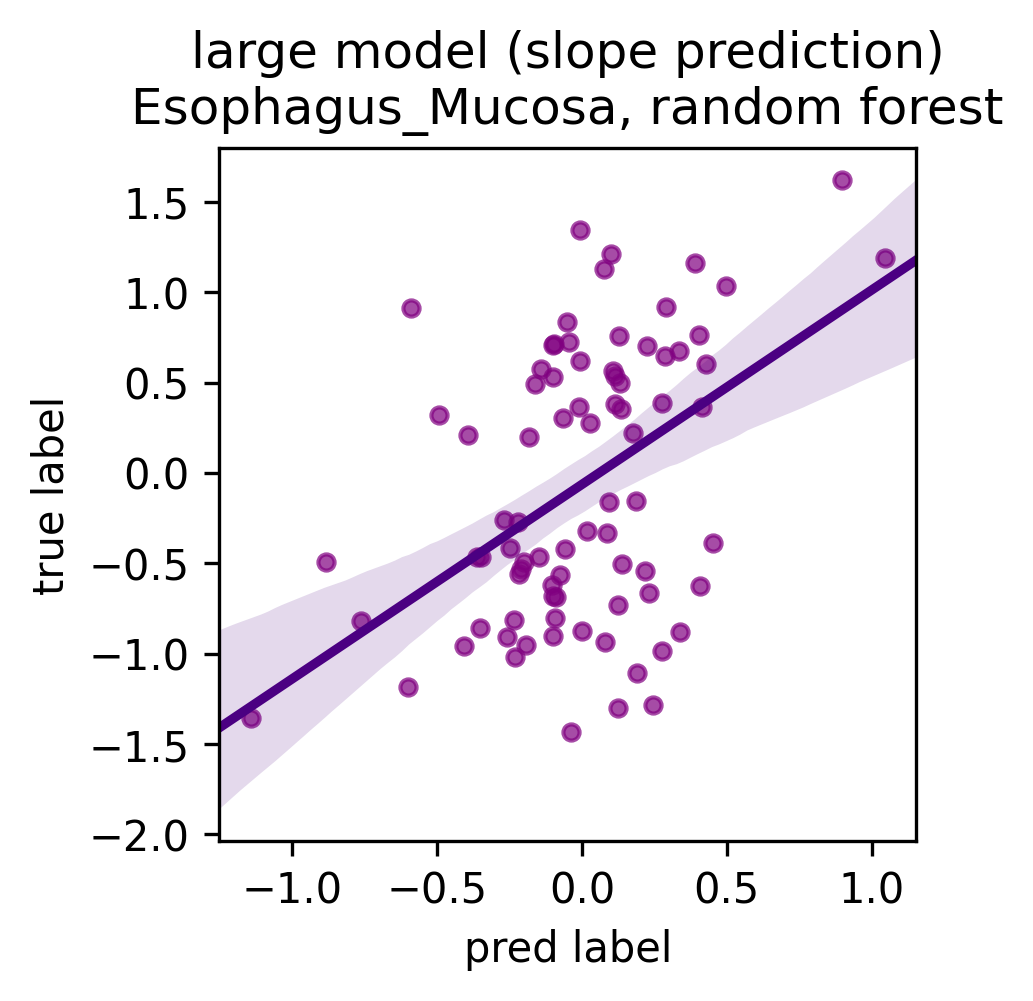 large model (slope prediction)
Esophagus_Mucosa, random forest
1.5
1.0
0.5
0.0
−0.5
−1.0
−1.5
−2.0
true label
−1.0 −0.5 0.0 0.5 1.0
pred label